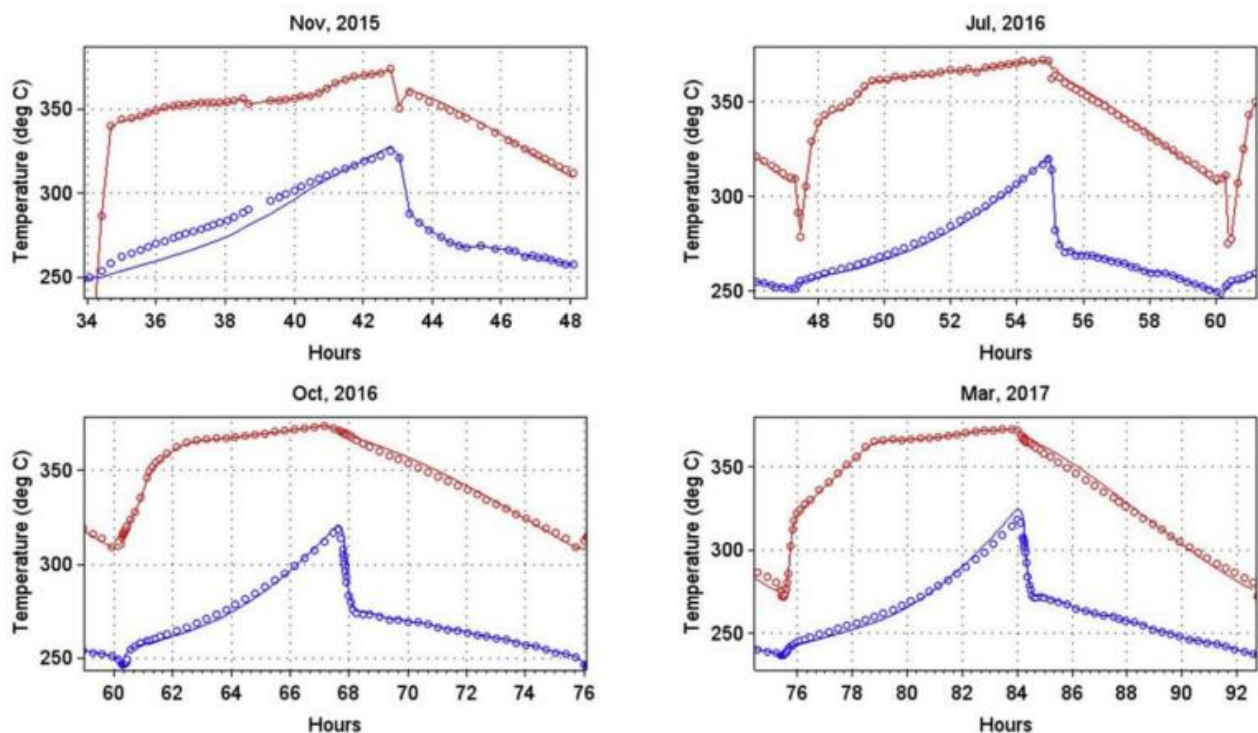 Nov, 2015
Temperature (deg C)
350
300
250
34 36 38 40 42 44 46 48
Hours
Jul, 2016
Temperature (deg C)
350
300
250
48 50 52 54 56 58 60
Hours
Oct, 2016
Temperature (deg C)
350
300
250
60 62 64 66 68 70 72 74 76
Hours
Mar, 2017
Temperature (deg C)
350
300
250
76 78 80 82 84 86 88 90 92
Hours